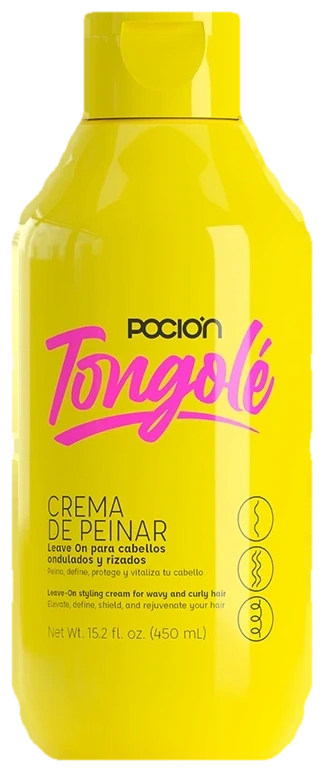 POCIÓN
Tongolé
CREMA
DE PEINAR
Leave On para cabellos
ondulados y rizados
Peina, define, protege y vitaliza tu cabello
Leave-On styling cream for wavy and curly hair
Elevate, define, shield, and rejuvenate your hair
Net Wt. 15.2 fl. oz. (450 mL)